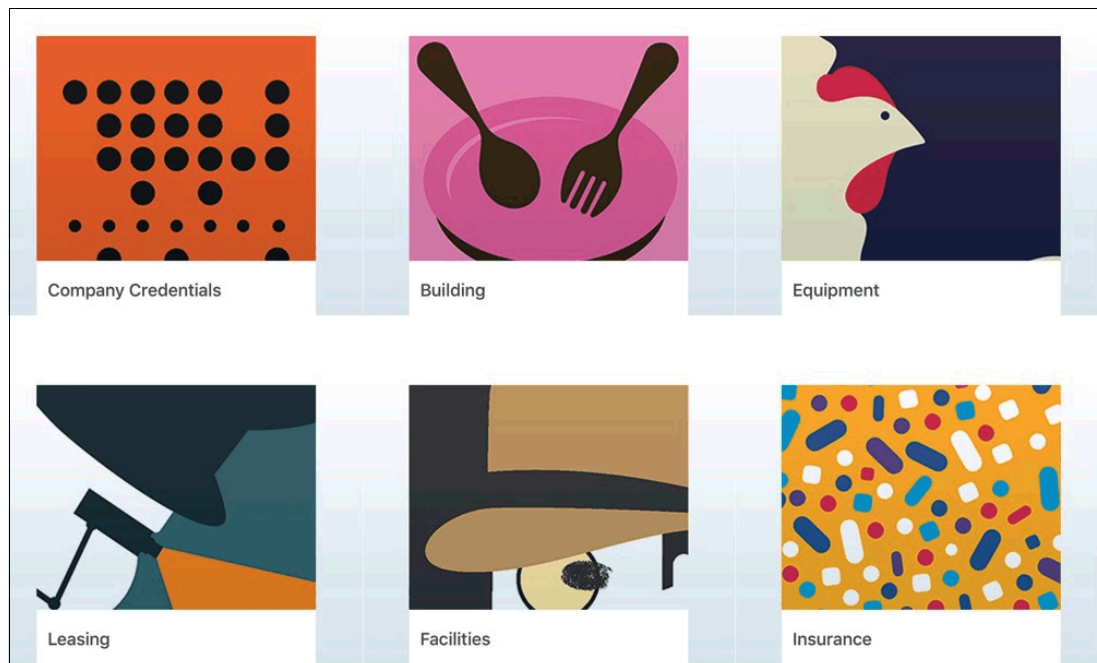 Company Credentials
Building
Equipment
Leasing
Facilities
Insurance